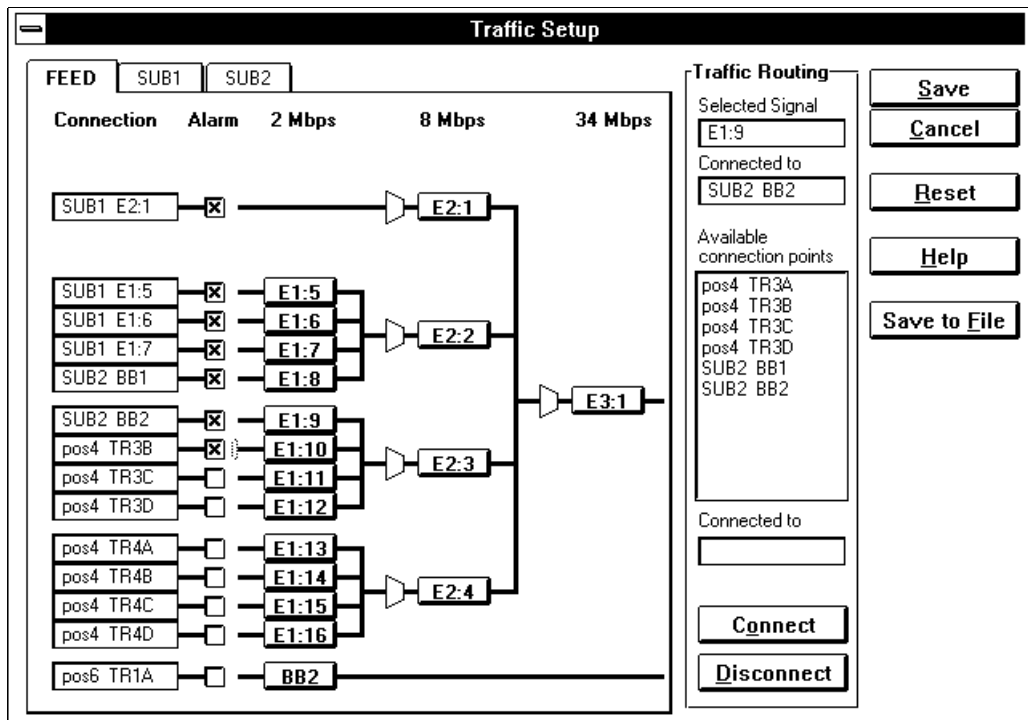 Traffic Setup
FEED SUB1 SUB2
Connection Alarm 2 Mbps 8 Mbps 34 Mbps
SUB1 E2:1 E2:1
SUB1 E1:5 E1:5
SUB1 E1:6 E1:6
E2:2
SUB1 E1:7 E1:7
SUB2 BB1 E1:8
E3:1
SUB2 BB2 E1:9
pos4 TR3B E1:10
E2:3
pos4 TR3C E1:11
pos4 TR3D E1:12
pos4 TR4A E1:13
pos4 TR4B E1:14
E2:4
pos4 TR4C E1:15
pos4 TR4D E1:16
pos6 TR1A BB2
Traffic Routing
Selected Signal
E1:9
Connected to
SUB2 BB2
Available
connection points
pos4 TR3A
pos4 TR3B
pos4 TR3C
pos4 TR3D
SUB2 BB1
SUB2 BB2
Connected to
Connect
Disconnect
Save
Cancel
Reset
Help
Save to File